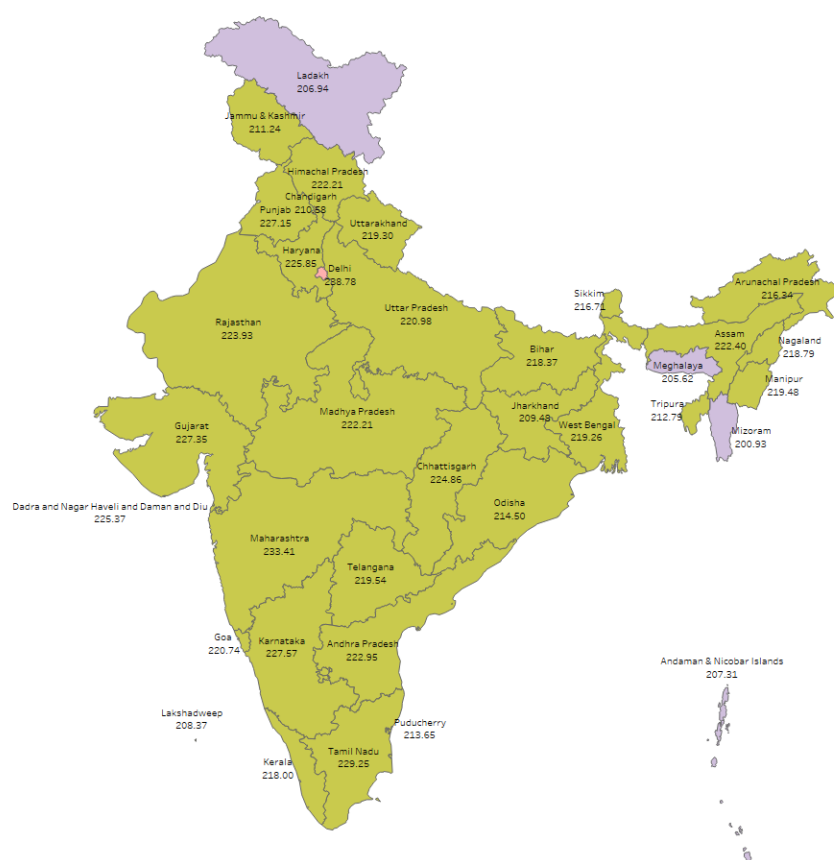 Ladakh
206.94
Jammu & Kashmir
211.24
Himachal Pradesh
222.21
Chandigarh
210.58
Punjab
227.15
Uttarakhand
219.30
Haryana
225.85
Delhi
288.78
Arunachal Pradesh
216.34
Sikkim
216.71
Uttar Pradesh
220.98
Rajasthan
223.93
Assam
222.40
Nagaland
218.79
Bihar
218.37
Meghalaya
205.62
Manipur
219.48
Tripura
212.79
Mizoram
200.93
Jharkhand
209.48
Madhya Pradesh
222.21
Gujarat
227.35
West Bengal
219.26
Chhattisgarh
224.86
Dadra and Nagar Haveli and Daman and Diu
225.37
Odisha
214.50
Maharashtra
233.41
Telangana
219.54
Goa
220.74
Karnataka
227.57
Andhra Pradesh
222.95
Andaman & Nicobar Islands
207.31
Lakshadweep
208.37
Puducherry
213.65
Tamil Nadu
229.25
Kerala
218.00